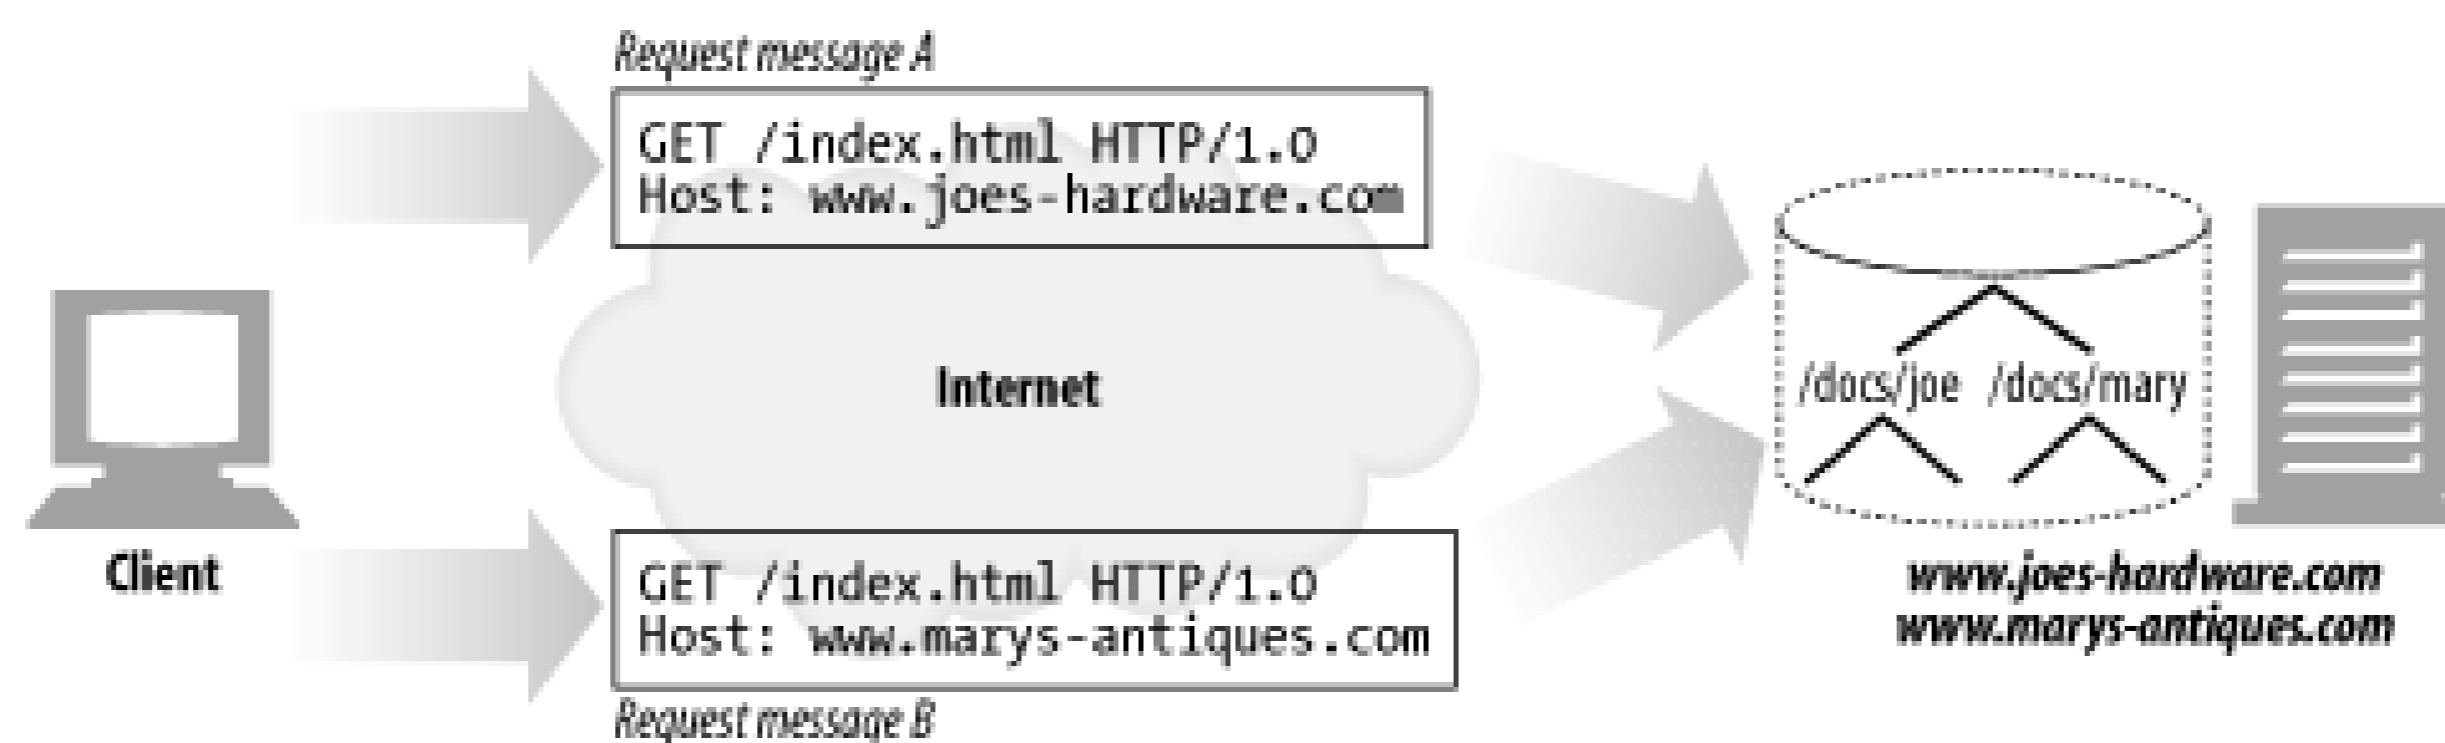 Request message A
GET /index.html HTTP/1.0
Host: www.joes-hardware.com
Internet
/docs/joe /docs/mary
Client
GET /index.html HTTP/1.0
Host: www.marys-antiques.com
Request message B
www.joes-hardware.com
www.marys-antiques.com